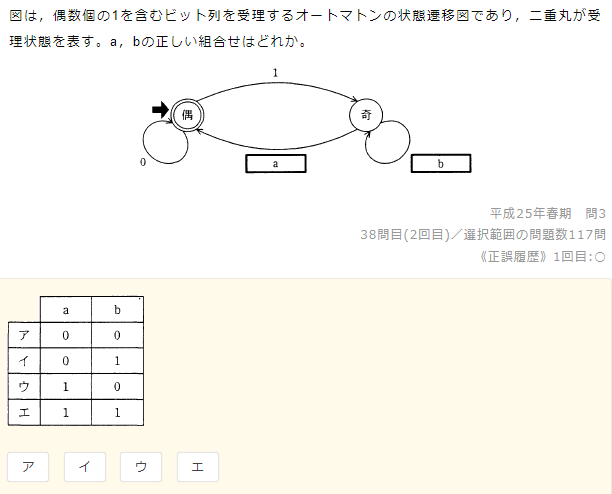 図は，偶数個の1を含むビット列を受理するオートマトンの状態遷移図であり，二重丸が受
理状態を表す。a，bの正しい組合せはどれか。
1
偶
奇
0
a
b
平成25年春期　問3
38問目(2回目)／選択範囲の問題数117問
《正誤履歴》1回目:○
a b
ア 0 0
イ 0 1
ウ 1 0
エ 1 1
ア イ ウ エ